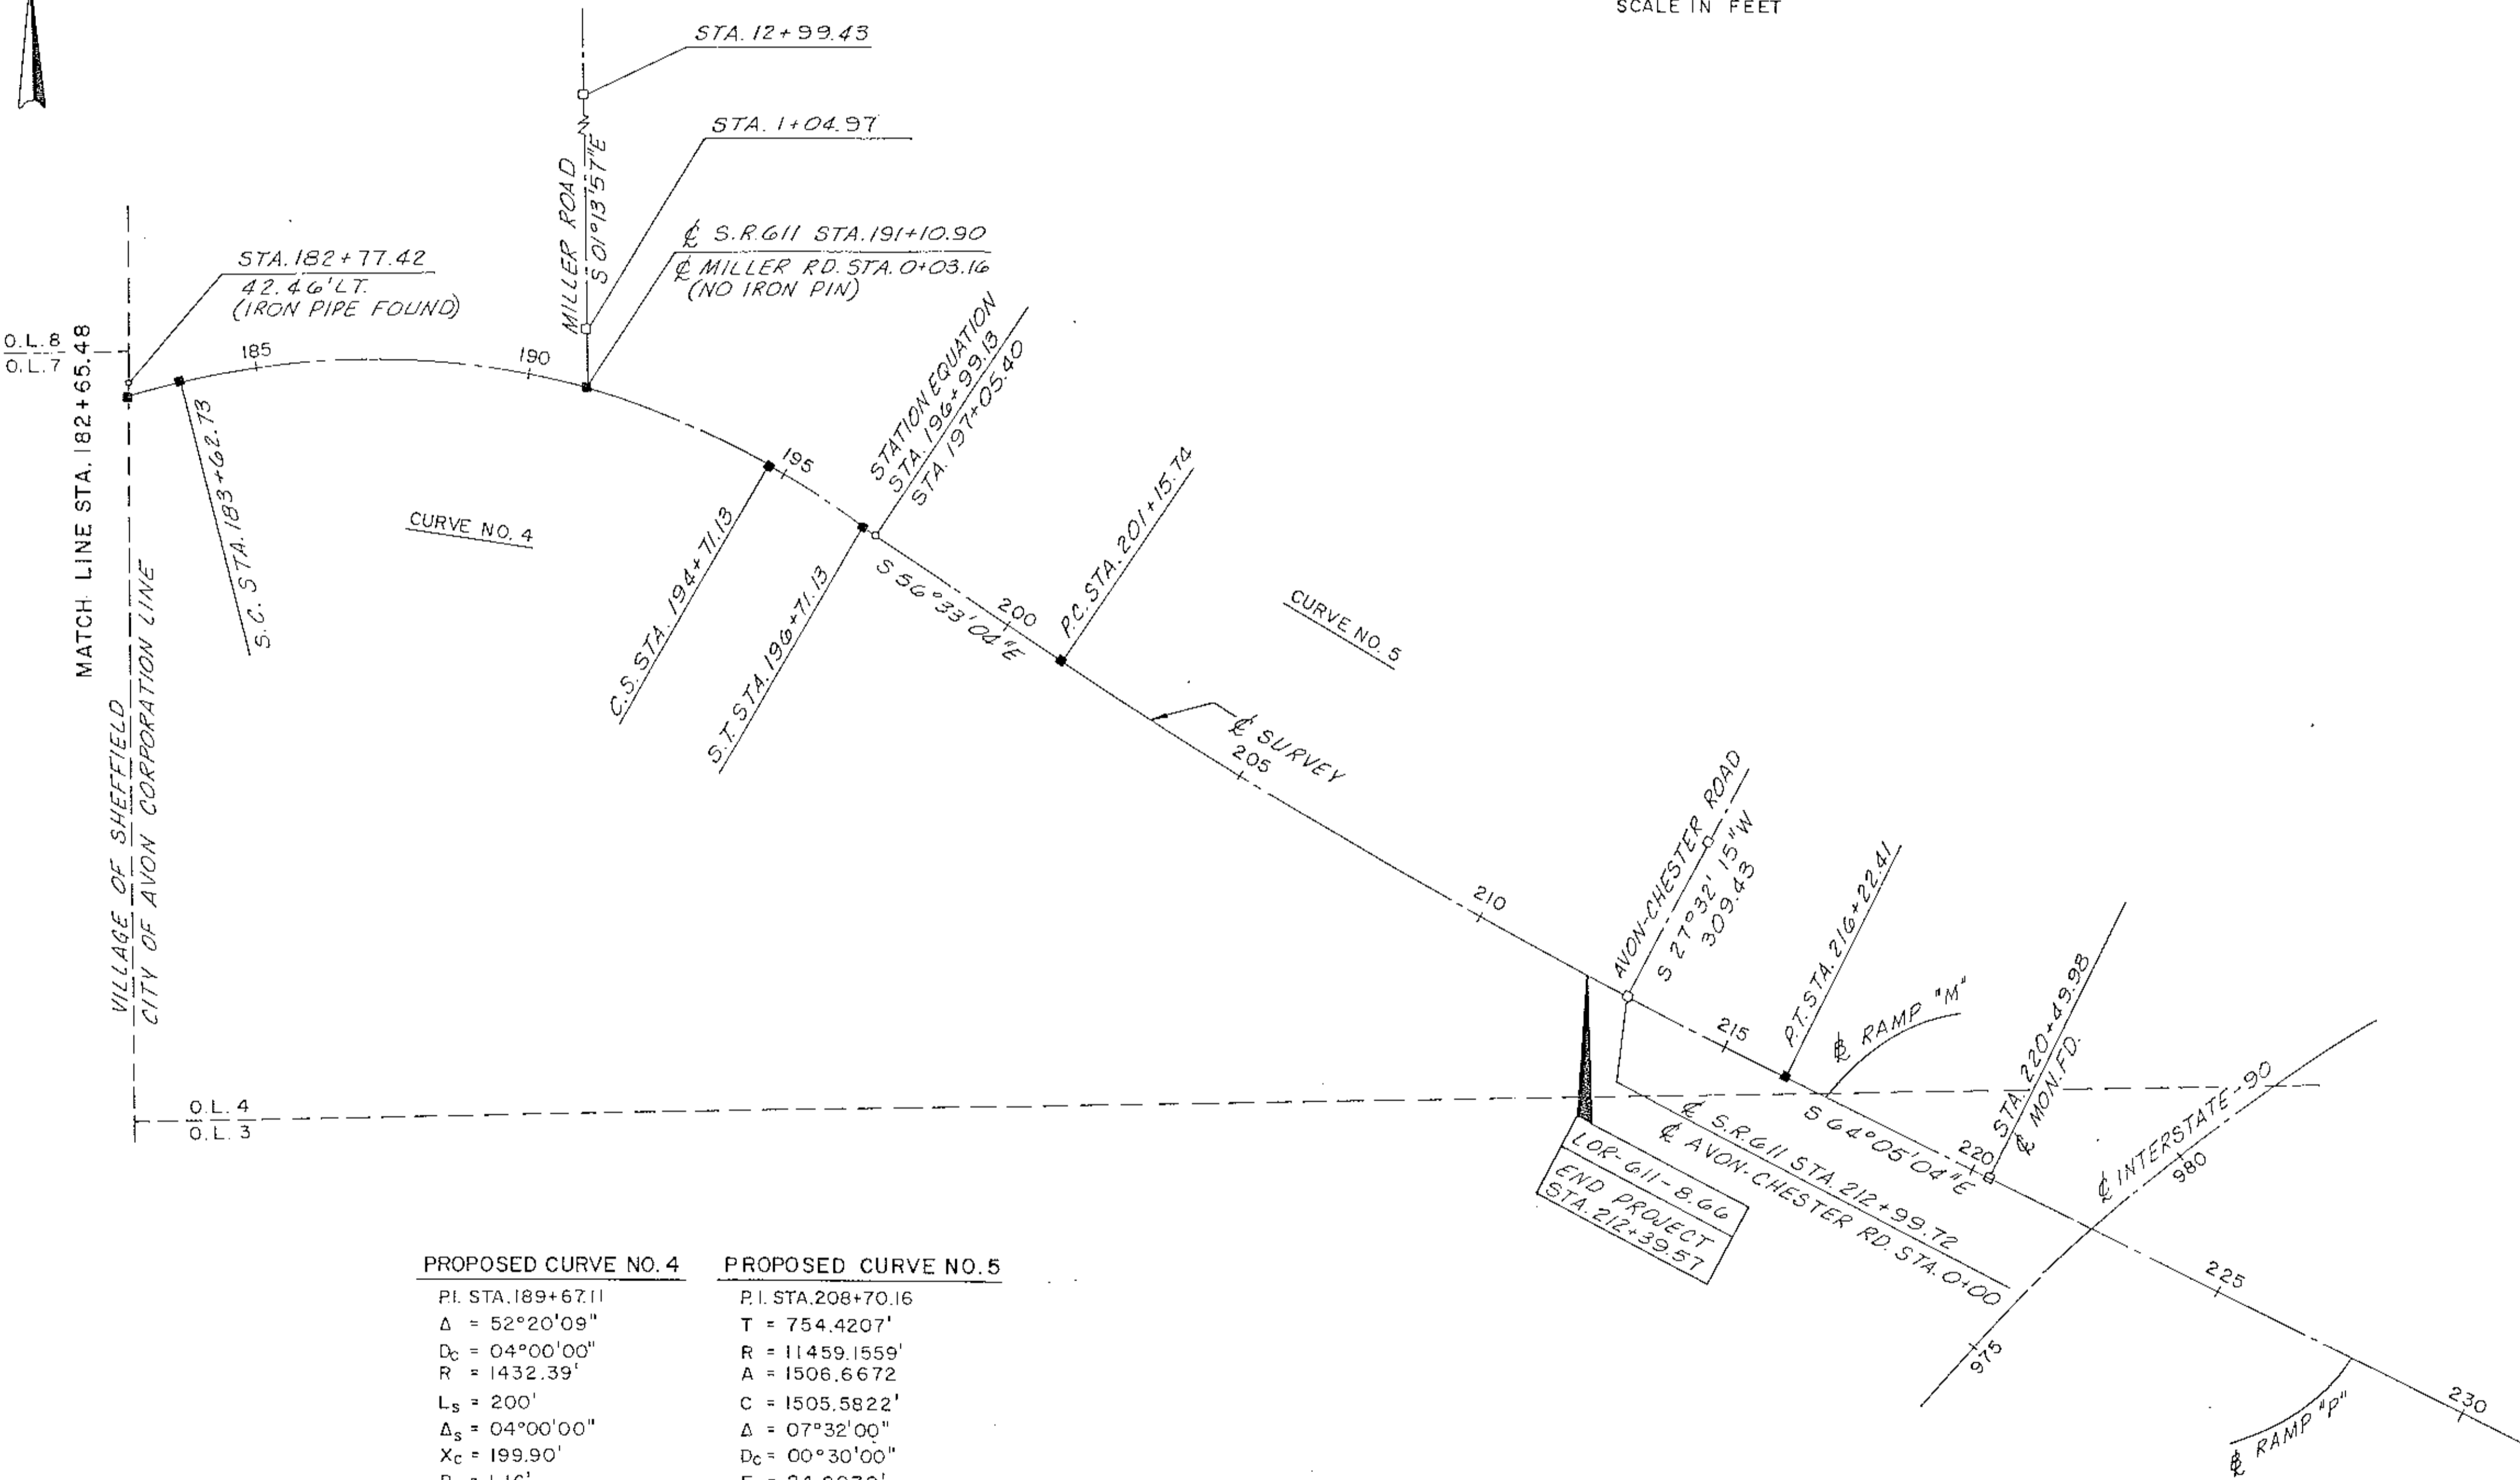 SCALE IN FEET
STA. 12+99.43
STA. 1+04.97
MILLER ROAD
S 01°13'57"E
℄ S.R.611 STA.191+10.90
℄ MILLER RD. STA. 0+03.16
(NO IRON PIN)
STA. 182+77.42
42.46' LT.
(IRON PIPE FOUND)
O.L. 8
O.L. 7
MATCH LINE STA. 182+65.48
185
190
S.C. STA. 183+62.73
CURVE NO. 4
STATION EQUATION
STA. 196+99.13
STA. 197+05.40
195
C.S. STA. 194+71.13
S.T. STA. 196+71.13
S 56°33'04"E
200
P.C. STA. 201+15.74
CURVE NO. 5
℄ SURVEY
205
VILLAGE OF SHEFFIELD
CITY OF AVON CORPORATION LINE
210
AVON-CHESTER ROAD
S 27°32'15"W
309.43
215
P.T. STA. 216+22.41
℄ RAMP "M"
STA. 220+49.98
℄ MON. FD.
O.L. 4
O.L. 3
S 64°05'04"E
220
℄ S.R.611 STA. 212+99.72
℄ AVON-CHESTER RD. STA. 0+00
LOR-611-8.66
END PROJECT
STA. 212+39.57
℄ INTERSTATE-90
980
975
225
230
℄ RAMP "P"
PROPOSED CURVE NO. 4
P.I. STA. 189+67.11
Δ = 52°20'09"
Dc = 04°00'00"
R = 1432.39'
Ls = 200'
Δs = 04°00'00"
Xc = 199.90'
PROPOSED CURVE NO. 5
P.I. STA. 208+70.16
T = 754.4207'
R = 11459.1559'
A = 1506.6672
C = 1505.5822'
Δ = 07°32'00"
Dc = 00°30'00"